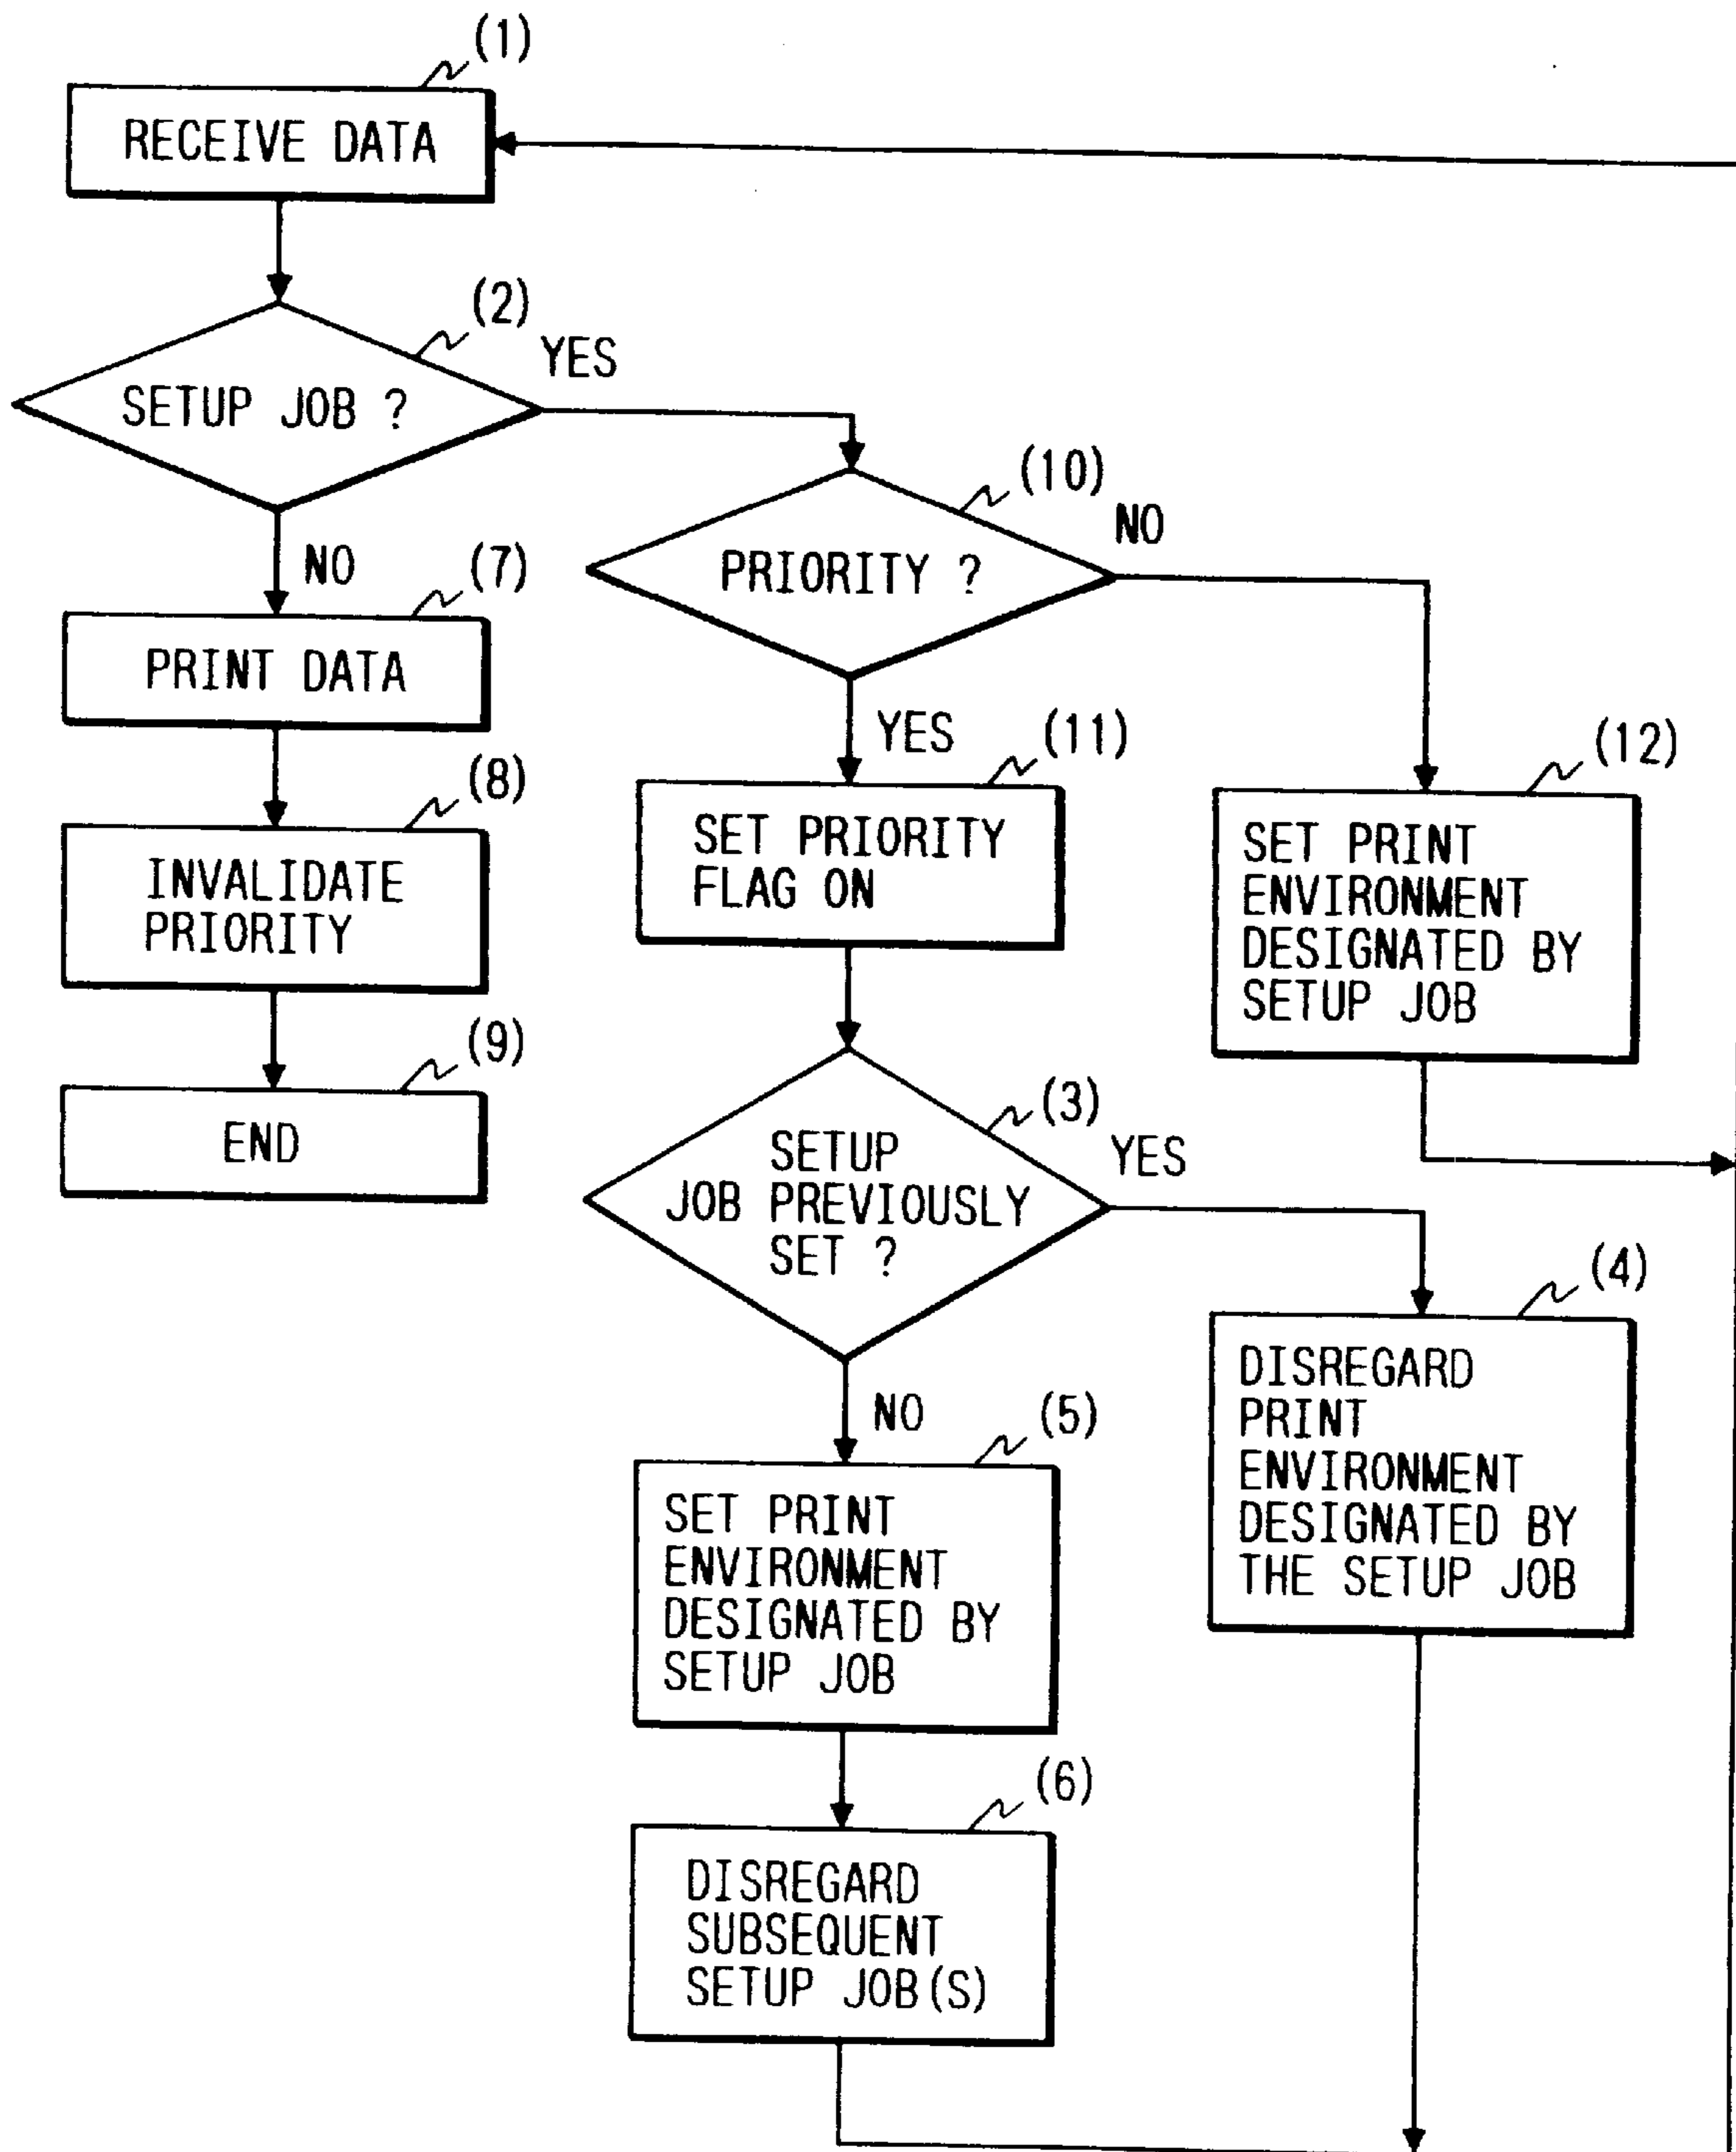 (1)
RECEIVE DATA
(2)
YES
SETUP JOB ?
(10)
NO
PRIORITY ?
NO
(7)
PRINT DATA
YES
(11)
(12)
(8)
SET PRIORITY
FLAG ON
SET PRINT
ENVIRONMENT
DESIGNATED BY
SETUP JOB
INVALIDATE
PRIORITY
(9)
END
(3)
YES
SETUP
JOB PREVIOUSLY
SET ?
(4)
DISREGARD
PRINT
ENVIRONMENT
DESIGNATED BY
THE SETUP JOB
NO
(5)
SET PRINT
ENVIRONMENT
DESIGNATED BY
SETUP JOB
(6)
DISREGARD
SUBSEQUENT
SETUP JOB(S)